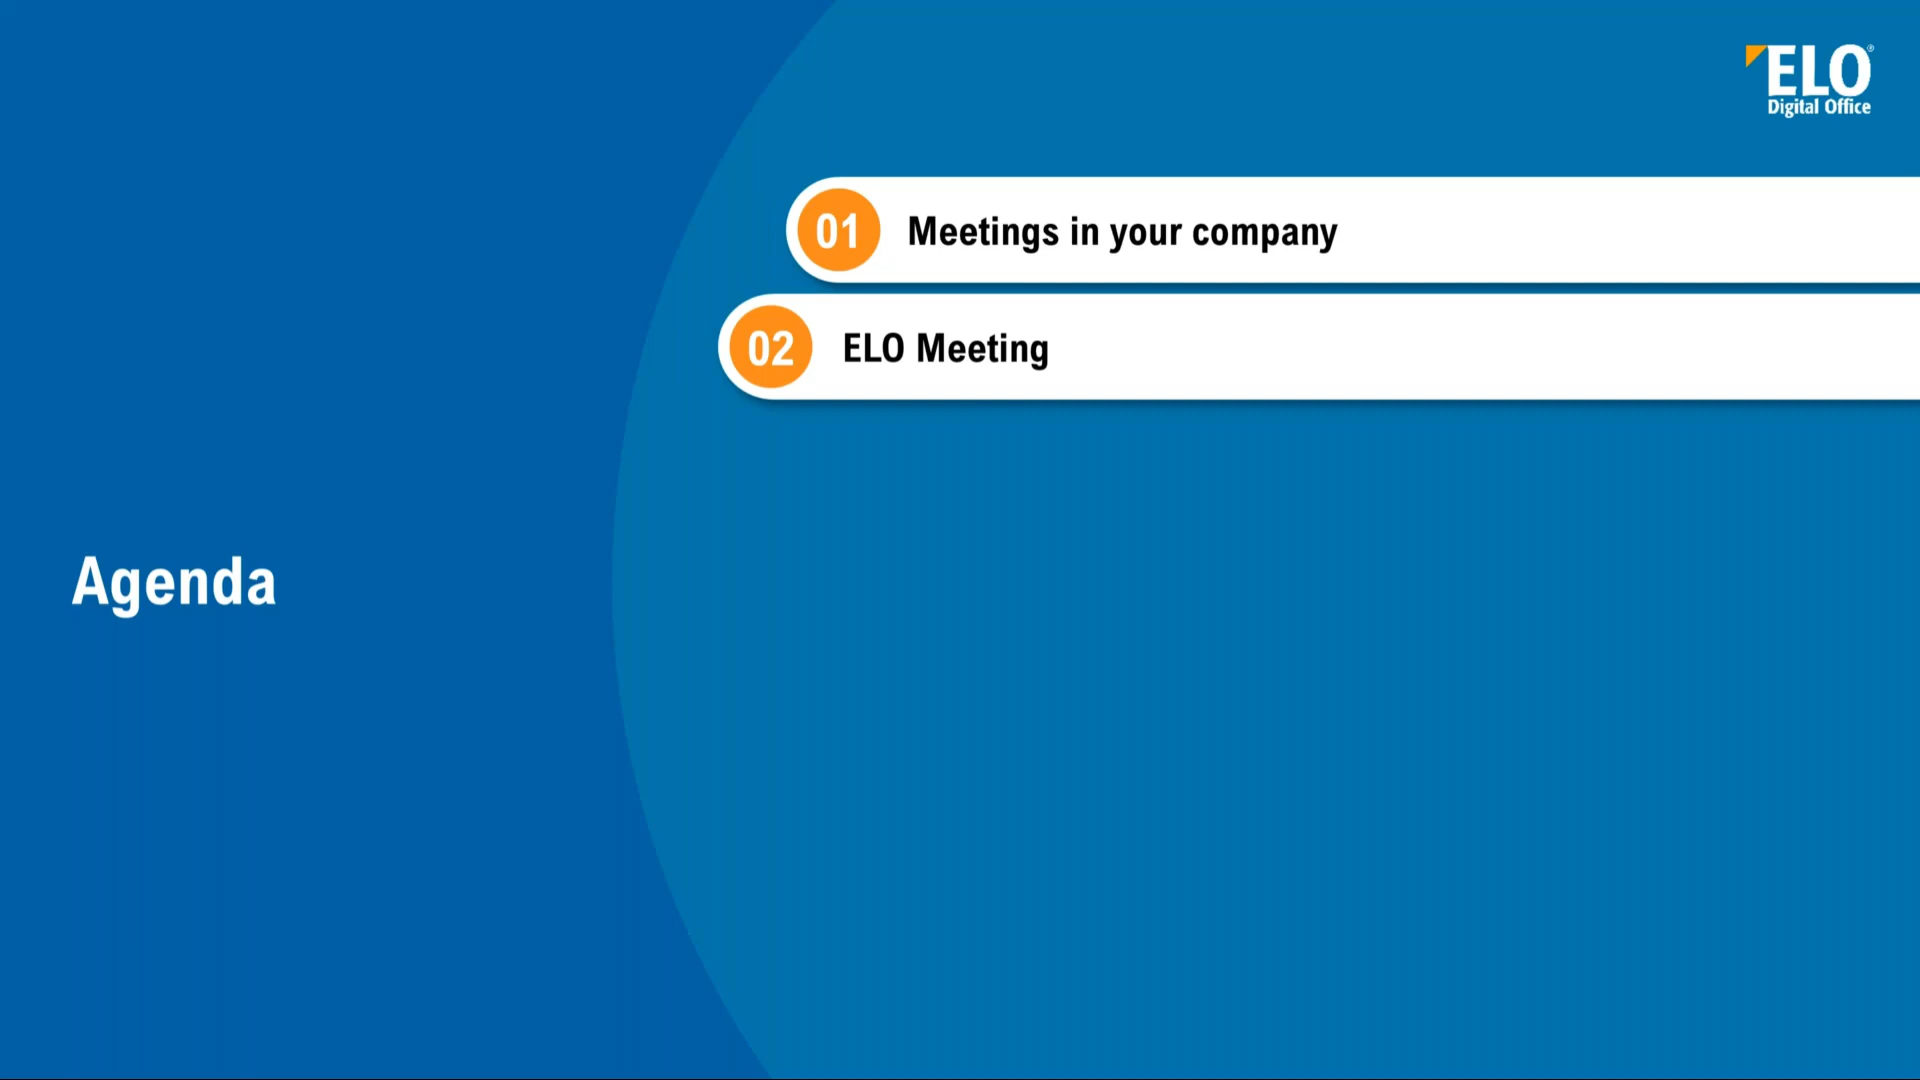 ELO®
Digital Office
01 Meetings in your company
02 ELO Meeting
Agenda